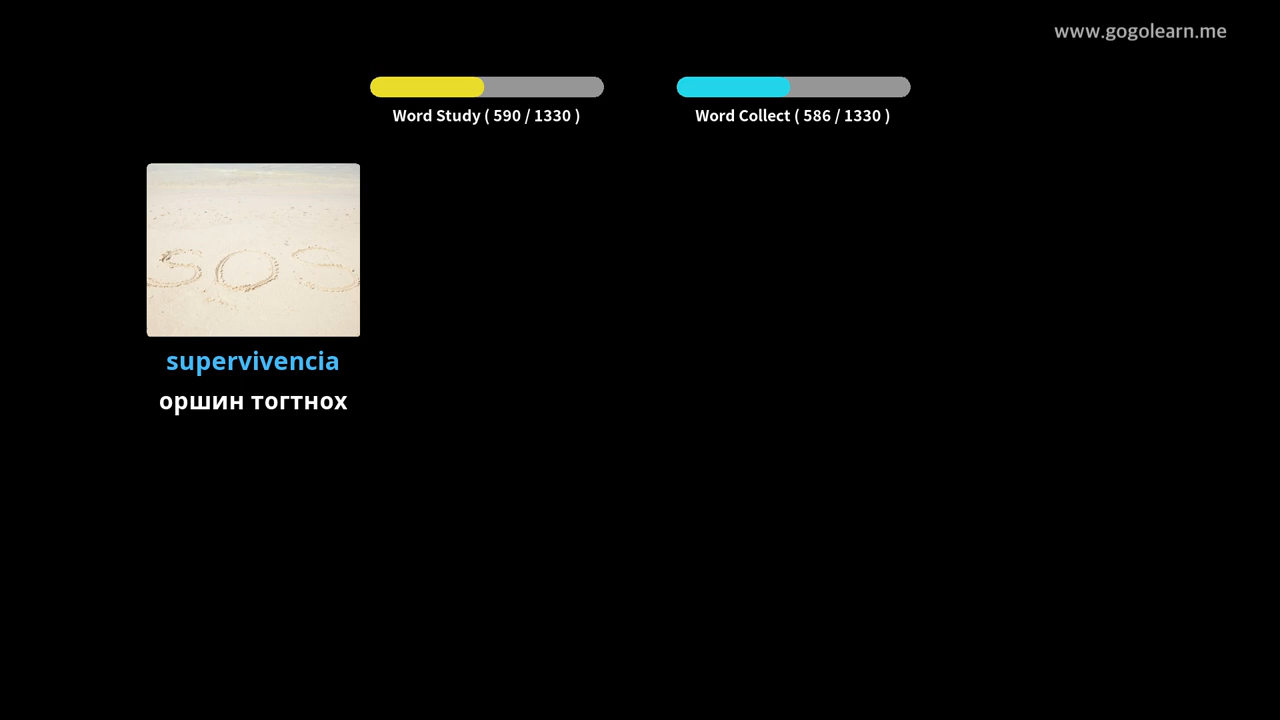 www.gogolearn.me
Word Study ( 590 / 1330 )
Word Collect ( 586 / 1330 )
SOS
supervivencia
оршин тогтнох